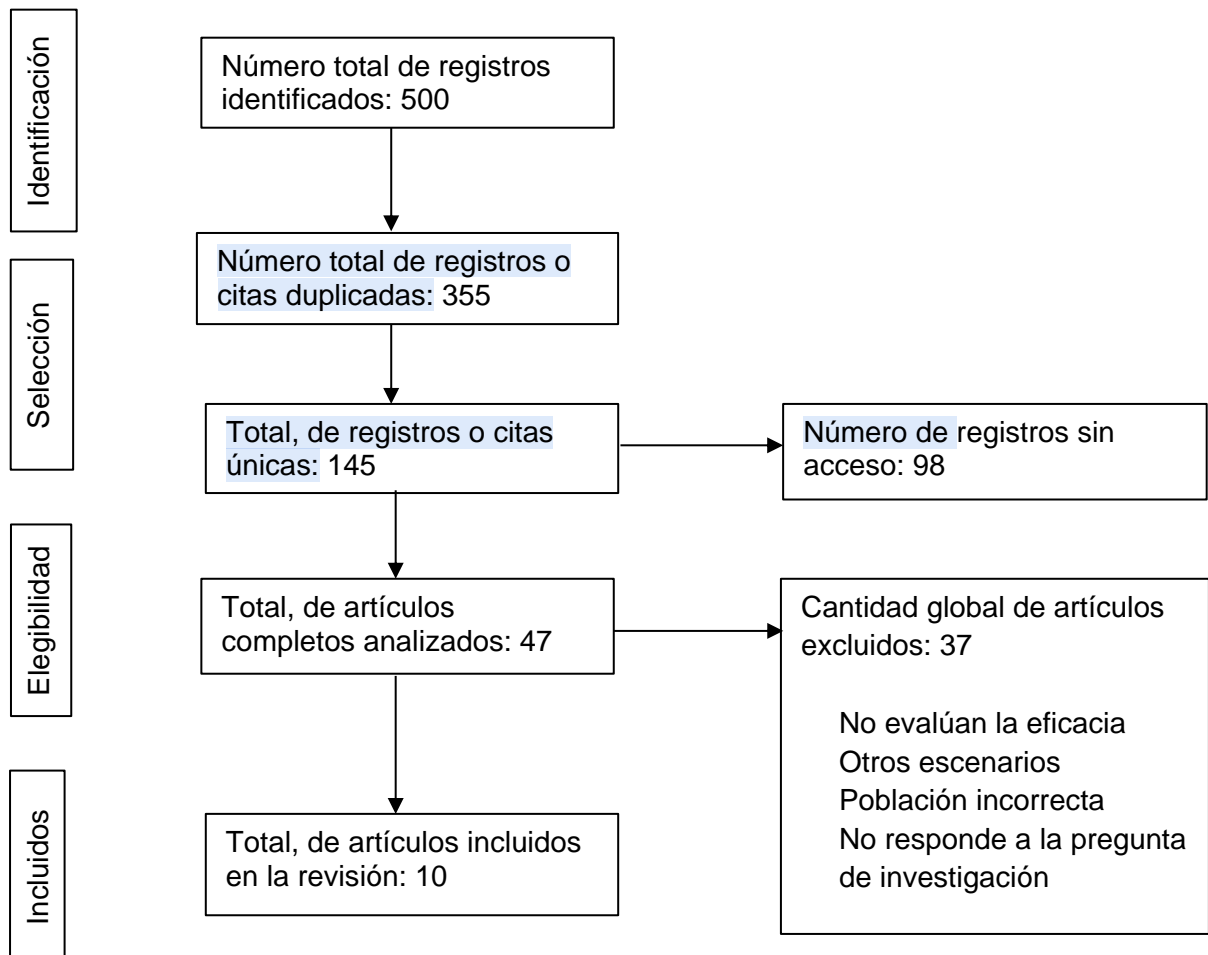 Identificación
Número total de registros
identificados: 500
Selección
Número total de registros o
citas duplicadas: 355
Total, de registros o citas
únicas: 145
Número de registros sin
acceso: 98
Elegibilidad
Total, de artículos
completos analizados: 47
Cantidad global de artículos
excluidos: 37
No evalúan la eficacia
Otros escenarios
Población incorrecta
No responde a la pregunta
de investigación
Incluidos
Total, de artículos incluidos
en la revisión: 10